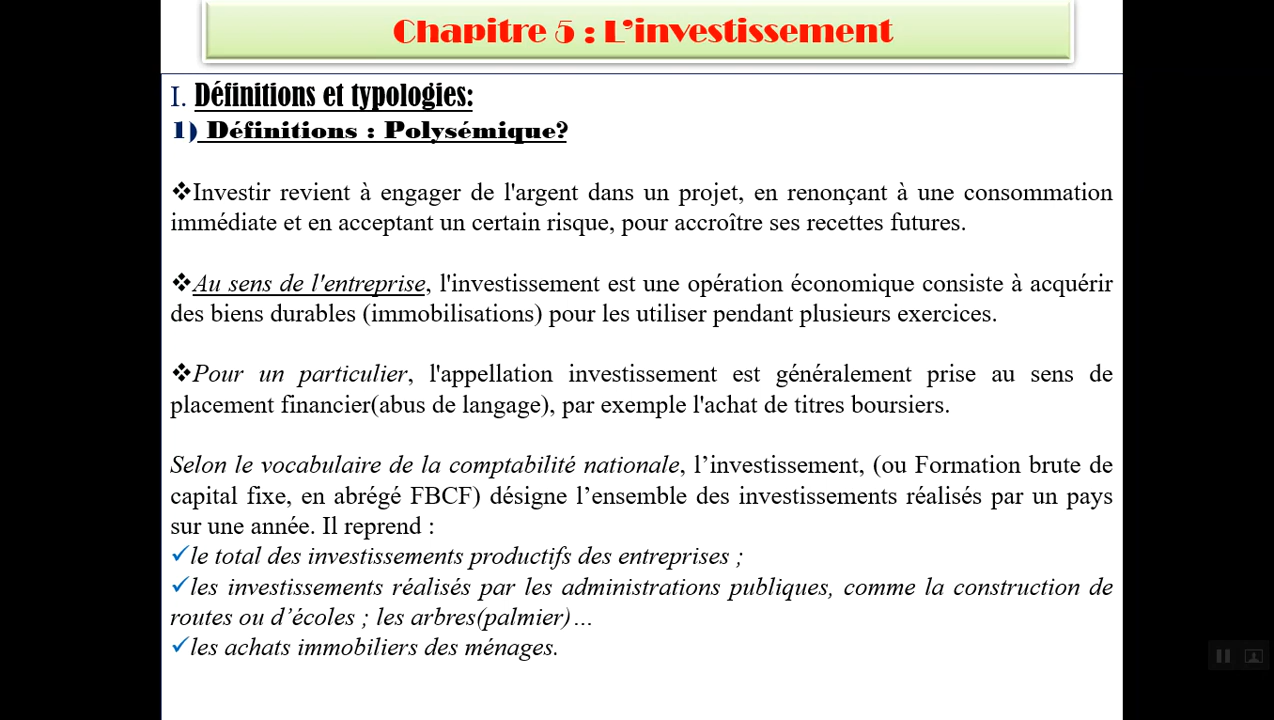 Chapitre 5 : L'investissement
I. Définitions et typologies:
1) Définitions : Polysémique?
❖Investir revient à engager de l'argent dans un projet, en renonçant à une consommation
immédiate et en acceptant un certain risque, pour accroître ses recettes futures.
❖Au sens de l'entreprise, l'investissement est une opération économique consiste à acquérir
des biens durables (immobilisations) pour les utiliser pendant plusieurs exercices.
❖Pour un particulier, l'appellation investissement est généralement prise au sens de
placement financier(abus de langage), par exemple l'achat de titres boursiers.
Selon le vocabulaire de la comptabilité nationale, l’investissement, (ou Formation brute de
capital fixe, en abrégé FBCF) désigne l’ensemble des investissements réalisés par un pays
sur une année. Il reprend :
✓le total des investissements productifs des entreprises ;
✓les investissements réalisés par les administrations publiques, comme la construction de
routes ou d’écoles ; les arbres(palmier)…
✓les achats immobiliers des ménages.